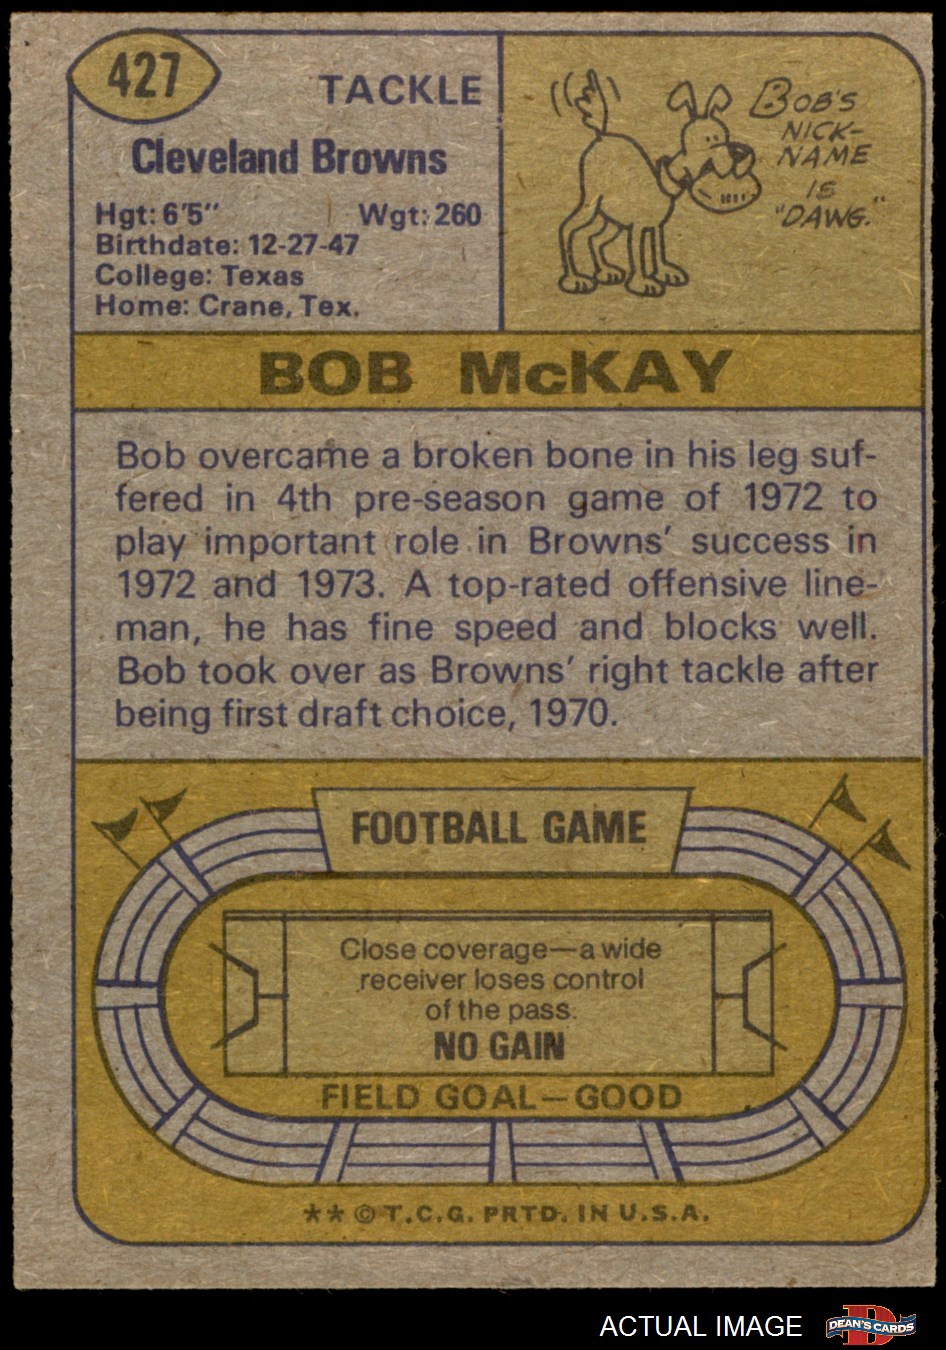 427
TACKLE
Cleveland Browns
Hgt: 6'5" Wgt: 260
Birthdate: 12-27-47
College: Texas
Home: Crane, Tex.
BOB'S
NICK-
NAME
IS
"DAWG."
BOB McKAY
Bob overcame a broken bone in his leg suf-
fered in 4th pre-season game of 1972 to
play important role in Browns' success in
1972 and 1973. A top-rated offensive line-
man, he has fine speed and blocks well.
Bob took over as Browns' right tackle after
being first draft choice, 1970.
FOOTBALL GAME
Close coverage—a wide
receiver loses control
of the pass.
NO GAIN
FIELD GOAL—GOOD
** © T.C.G. PRTD. IN U.S.A.
ACTUAL IMAGE
D
DEAN'S CARDS